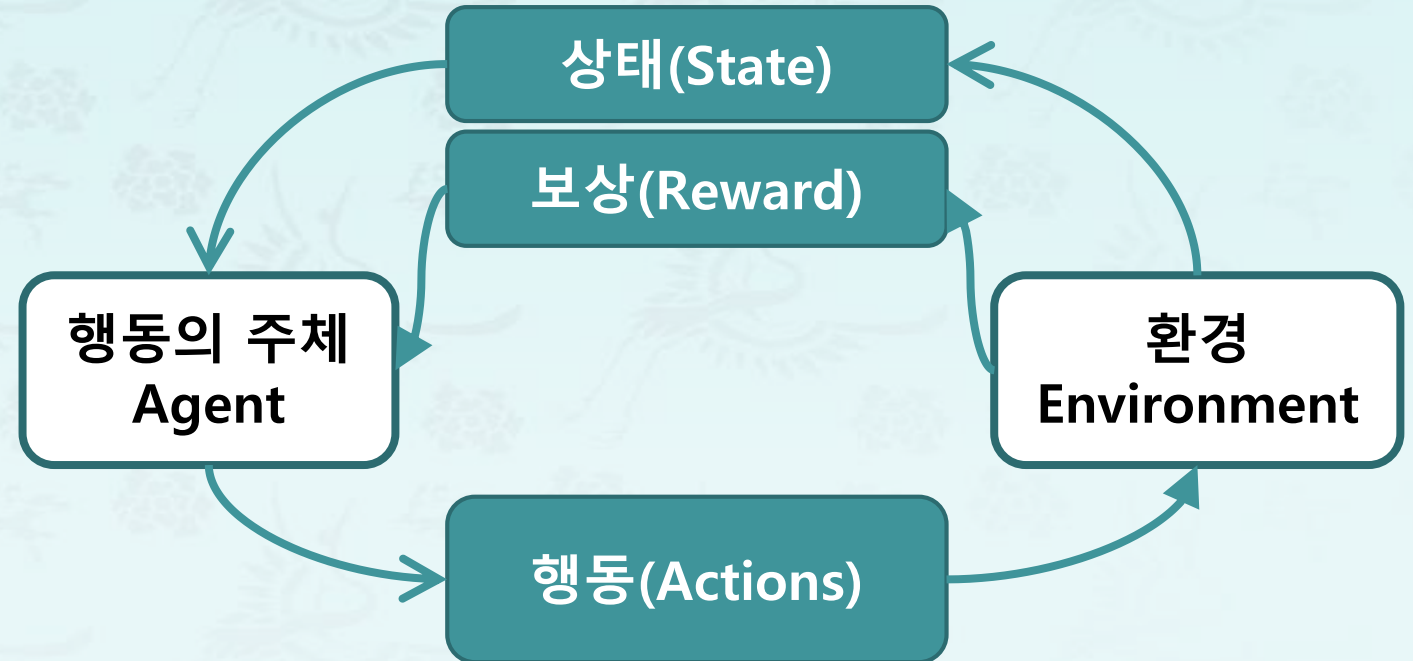 상태(State)
보상(Reward)
행동의 주체
Agent
환경
Environment
행동(Actions)